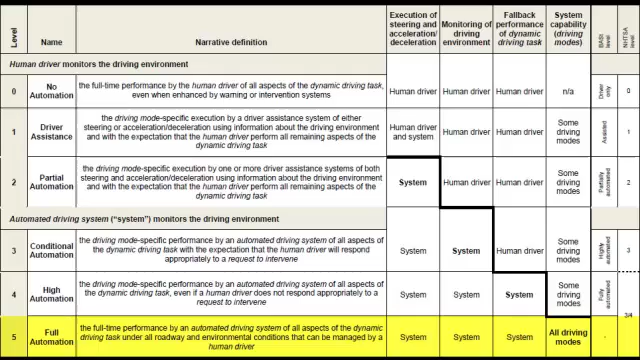 Level
Name
Narrative definition
Execution of
steering and
acceleration/
deceleration
Monitoring of
driving
environment
Fallback
performance
of dynamic
driving task
System
capability
(driving
modes)
BASt
level
NHTSA
level
Human driver monitors the driving environment
0
No
Automation
the full-time performance by the human driver of all aspects of the dynamic driving task,
even when enhanced by warning or intervention systems
Human driver
Human driver
Human driver
n/a
Driver
only
0
1
Driver
Assistance
the driving mode-specific execution by a driver assistance system of either
steering or acceleration/deceleration using information about the driving environment
and with the expectation that the human driver perform all remaining aspects of the
dynamic driving task
Human driver
and system
Human driver
Human driver
Some
driving
modes
Assisted
1
2
Partial
Automation
the driving mode-specific execution by one or more driver assistance systems of both
steering and acceleration/deceleration using information about the driving environment
and with the expectation that the human driver perform all remaining aspects of the
dynamic driving task
System
Human driver
Human driver
Some
driving
modes
Partially
automated
2
Automated driving system (“system”) monitors the driving environment
3
Conditional
Automation
the driving mode-specific performance by an automated driving system of all aspects of
the dynamic driving task with the expectation that the human driver will respond
appropriately to a request to intervene
System
System
Human driver
Some
driving
modes
Highly
automated
3
4
High
Automation
the driving mode-specific performance by an automated driving system of all aspects of
the dynamic driving task, even if a human driver does not respond appropriately to a
request to intervene
System
System
System
Some
driving
modes
Fully
automated
3/4
5
Full
Automation
the full-time performance by an automated driving system of all aspects of the dynamic
driving task under all roadway and environmental conditions that can be managed by a
human driver
System
System
System
All driving
modes
-